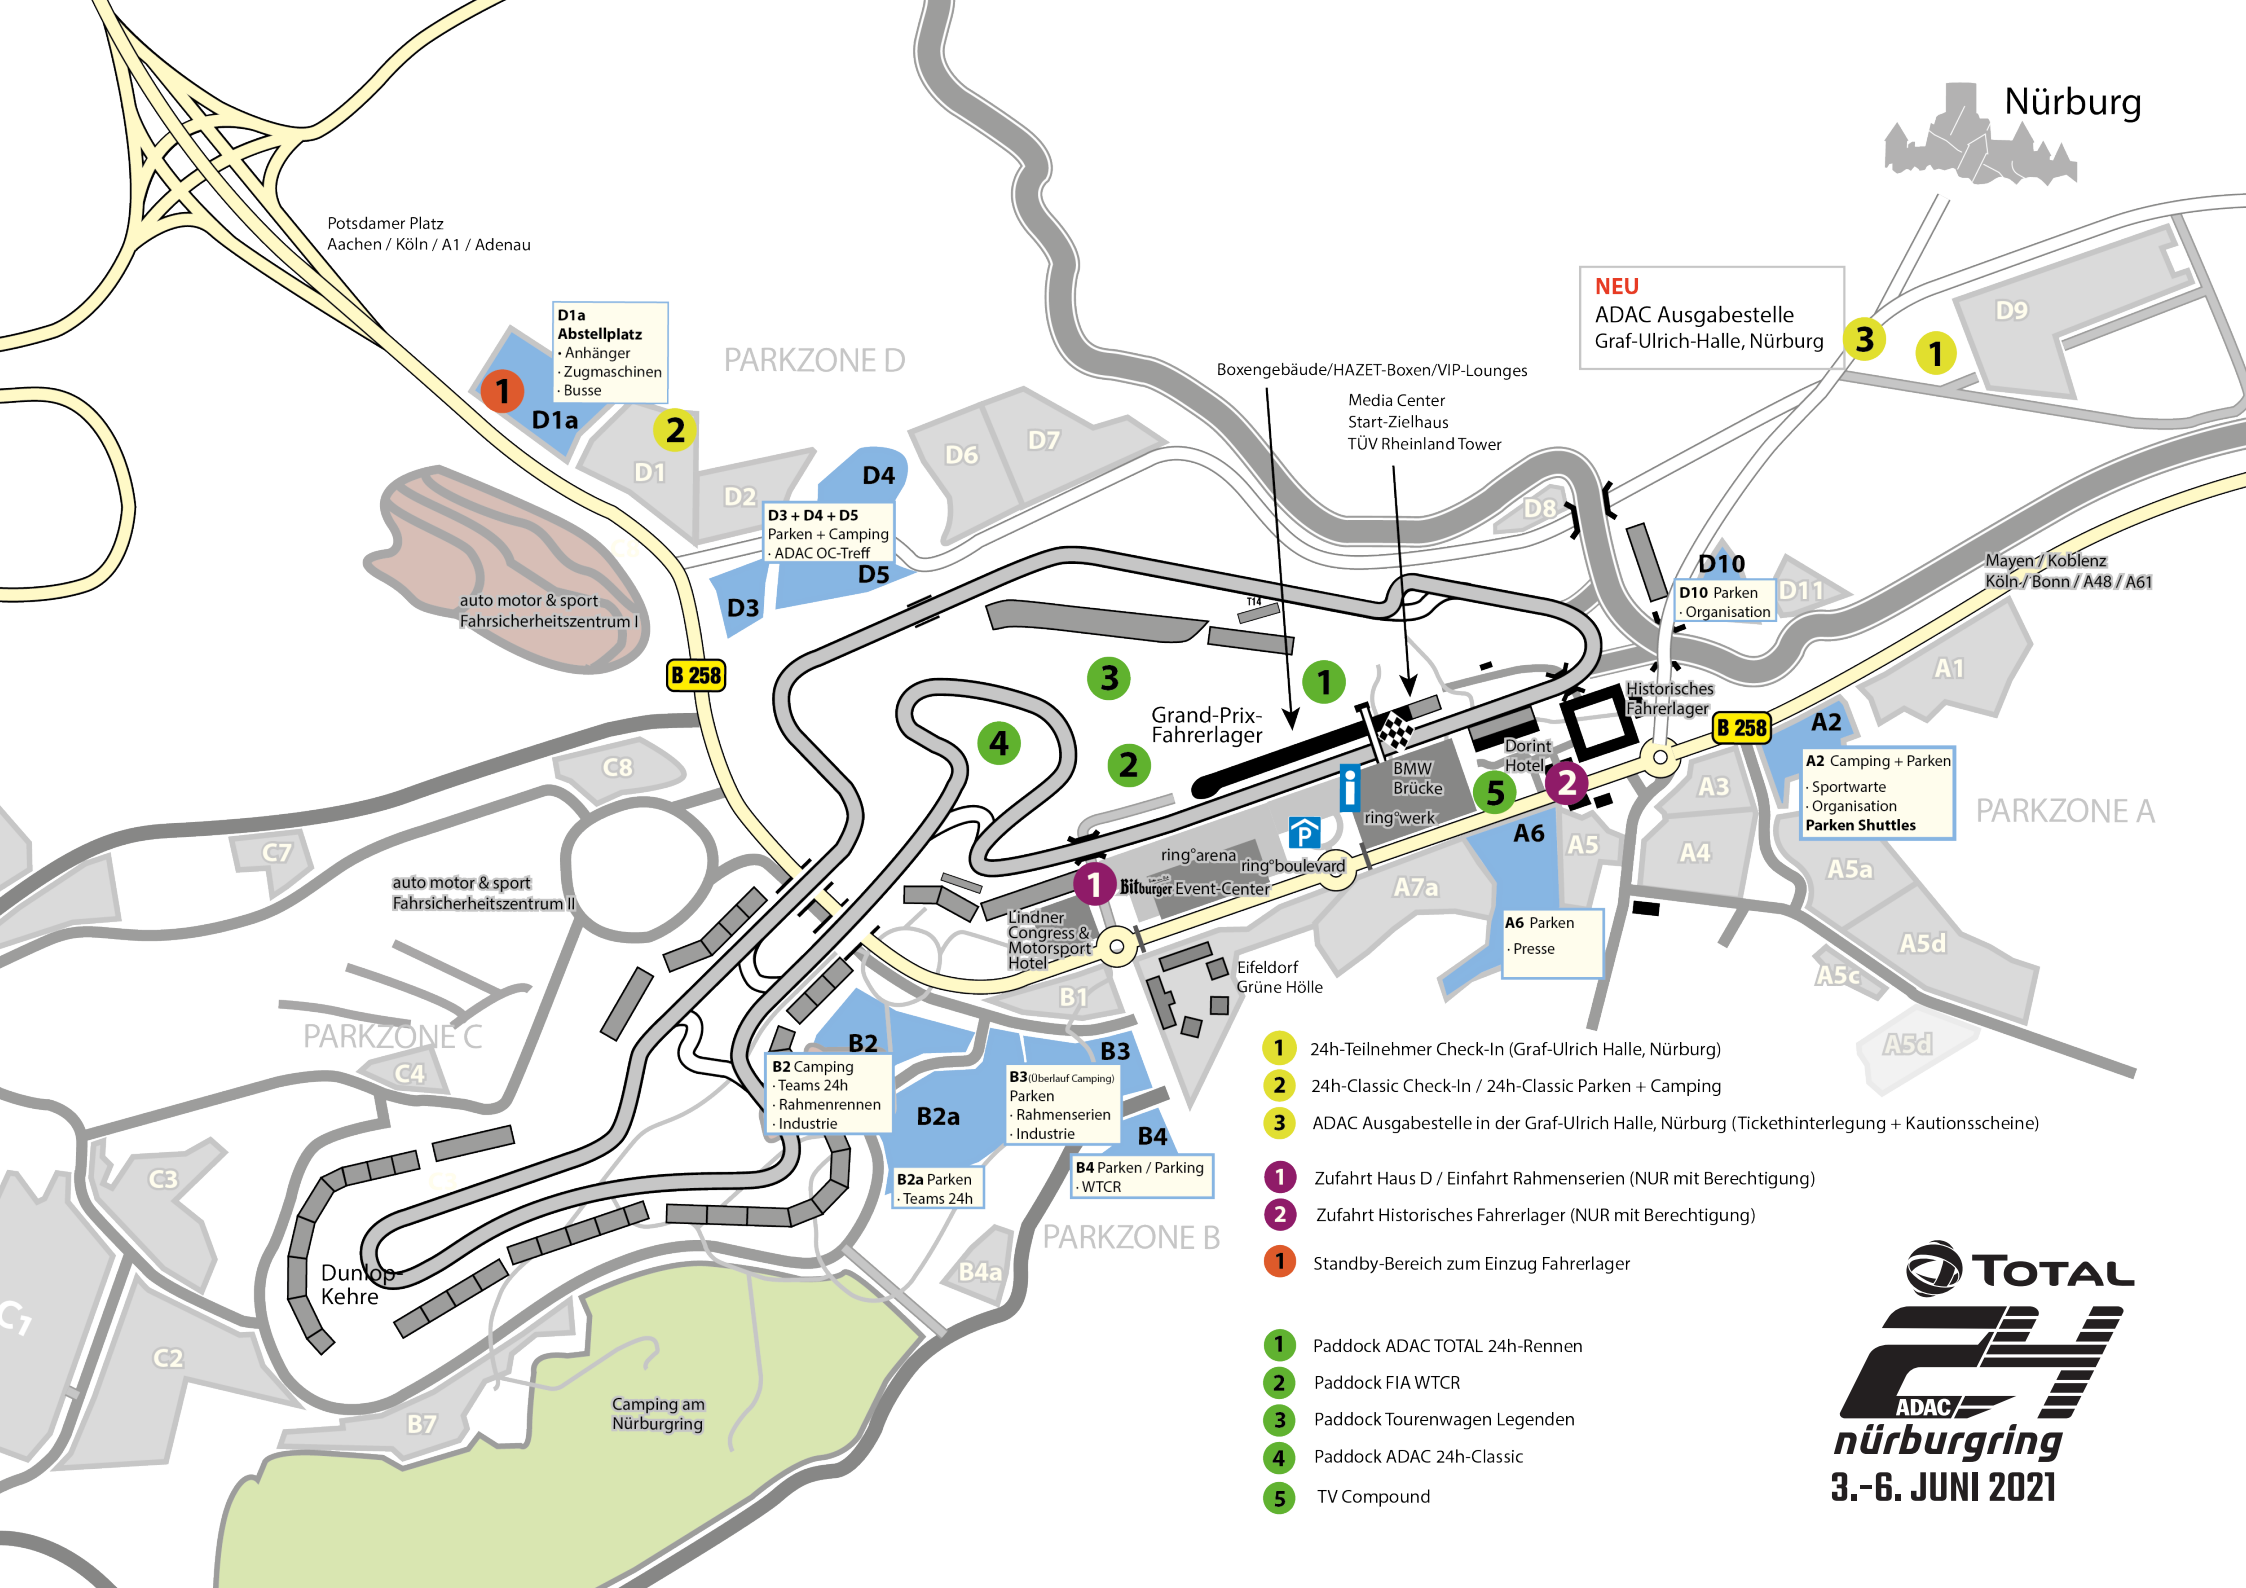 Nürburg
Potsdamer Platz
Aachen / Köln / A1 / Adenau
NEU
ADAC Ausgabestelle
Graf-Ulrich-Halle, Nürburg
3
1
D9
D1a
Abstellplatz
· Anhänger
· Zugmaschinen
· Busse
1
D1a
2
D1
PARKZONE D
Boxengebäude/HAZET-Boxen/VIP-Lounges
Media Center
Start-Zielhaus
TÜV Rheinland Tower
D2
D4
D6
D7
D8
D3 + D4 + D5
Parken + Camping
· ADAC OC-Treff
D5
D3
D10
D10 Parken
· Organisation
D11
Mayen / Koblenz
Köln / Bonn / A48 / A61
auto motor & sport
Fahrsicherheitszentrum I
B 258
T14
3
1
4
2
Grand-Prix-
Fahrerlager
Historisches
Fahrerlager
B 258
A1
A2
A2 Camping + Parken
· Sportwarte
· Organisation
Parken Shuttles
PARKZONE A
Dorint
Hotel
BMW
Brücke
i
5
2
ring°werk
P
ring°arena
ring°boulevard
1
Bitburger Event-Center
A3
A4
A5
A6
A7a
A5a
A6 Parken
· Presse
A5d
A5c
A5d
C8
C7
auto motor & sport
Fahrsicherheitszentrum II
Lindner
Congress &
Motorsport
Hotel
Eifeldorf
Grüne Hölle
B1
PARKZONE C
C4
B2
B2 Camping
· Teams 24h
· Rahmenrennen
· Industrie
B2a
B2a Parken
· Teams 24h
B3
B3 (Überlauf Camping)
Parken
· Rahmenserien
· Industrie
B4
B4 Parken / Parking
· WTCR
PARKZONE B
B4a
C3
C1
C2
Dunlop-
Kehre
B7
Camping am
Nürburgring
1 24h-Teilnehmer Check-In (Graf-Ulrich Halle, Nürburg)
2 24h-Classic Check-In / 24h-Classic Parken + Camping
3 ADAC Ausgabestelle in der Graf-Ulrich Halle, Nürburg (Tickethinterlegung + Kautionsscheine)
1 Zufahrt Haus D / Einfahrt Rahmenserien (NUR mit Berechtigung)
2 Zufahrt Historisches Fahrerlager (NUR mit Berechtigung)
1 Standby-Bereich zum Einzug Fahrerlager
1 Paddock ADAC TOTAL 24h-Rennen
2 Paddock FIA WTCR
3 Paddock Tourenwagen Legenden
4 Paddock ADAC 24h-Classic
5 TV Compound
TOTAL
24H
ADAC
nürburgring
3.-6. JUNI 2021